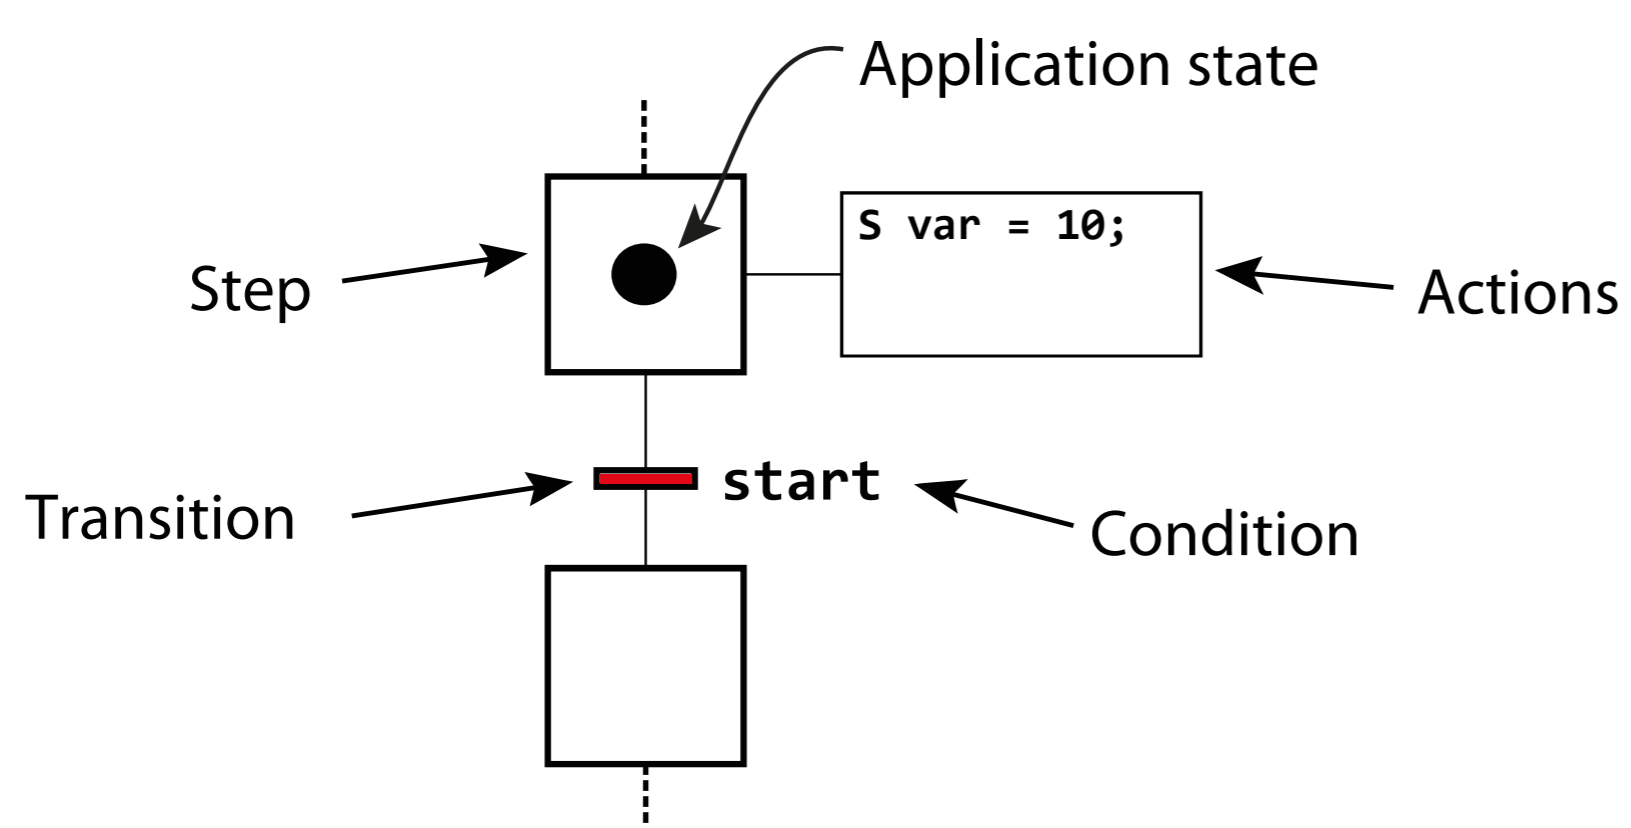 Application state
S var = 10;
Step
Actions
start
Transition
Condition